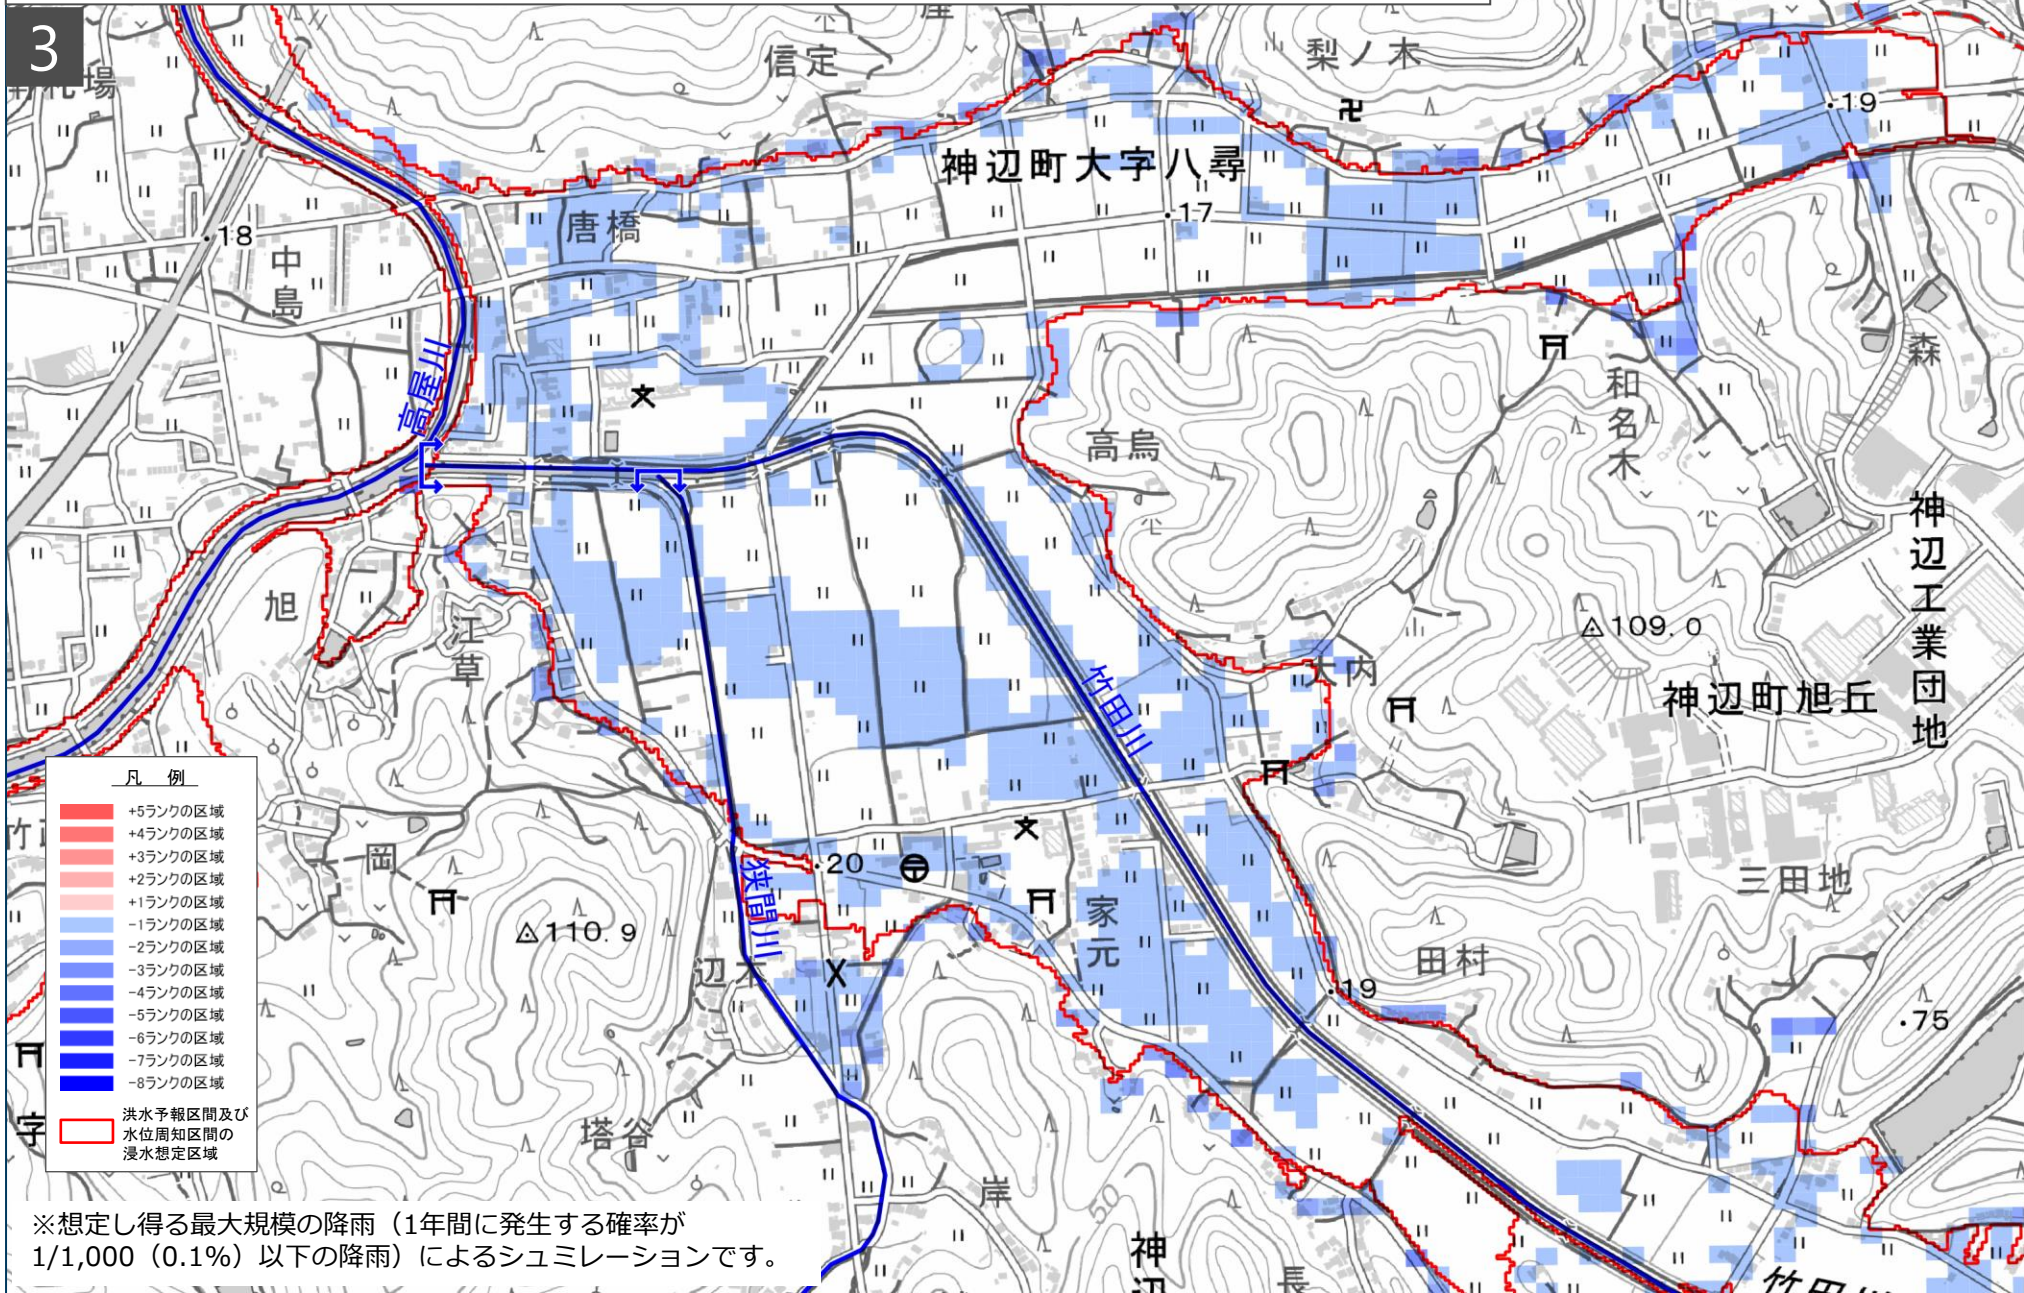 3
信定
梨ノ木
19
神辺町大字八尋
17
唐橋
18
中島
高屋川
高鳥
和名木
森
神辺工業団地
旭
江草
大内
109.0
神辺町旭丘
竹田川
凡 例
+5ランクの区域
+4ランクの区域
+3ランクの区域
+2ランクの区域
+1ランクの区域
-1ランクの区域
-2ランクの区域
-3ランクの区域
-4ランクの区域
-5ランクの区域
-6ランクの区域
-7ランクの区域
-8ランクの区域
洪水予報区間及び
水位周知区間の
浸水想定区域
岡
20
狭間川
家元
三田地
110.9
田村
19
75
塔谷
岸
50
神辺
長
竹田川
※想定し得る最大規模の降雨（1年間に発生する確率が
1/1,000（0.1%）以下の降雨）によるシュミレーションです。